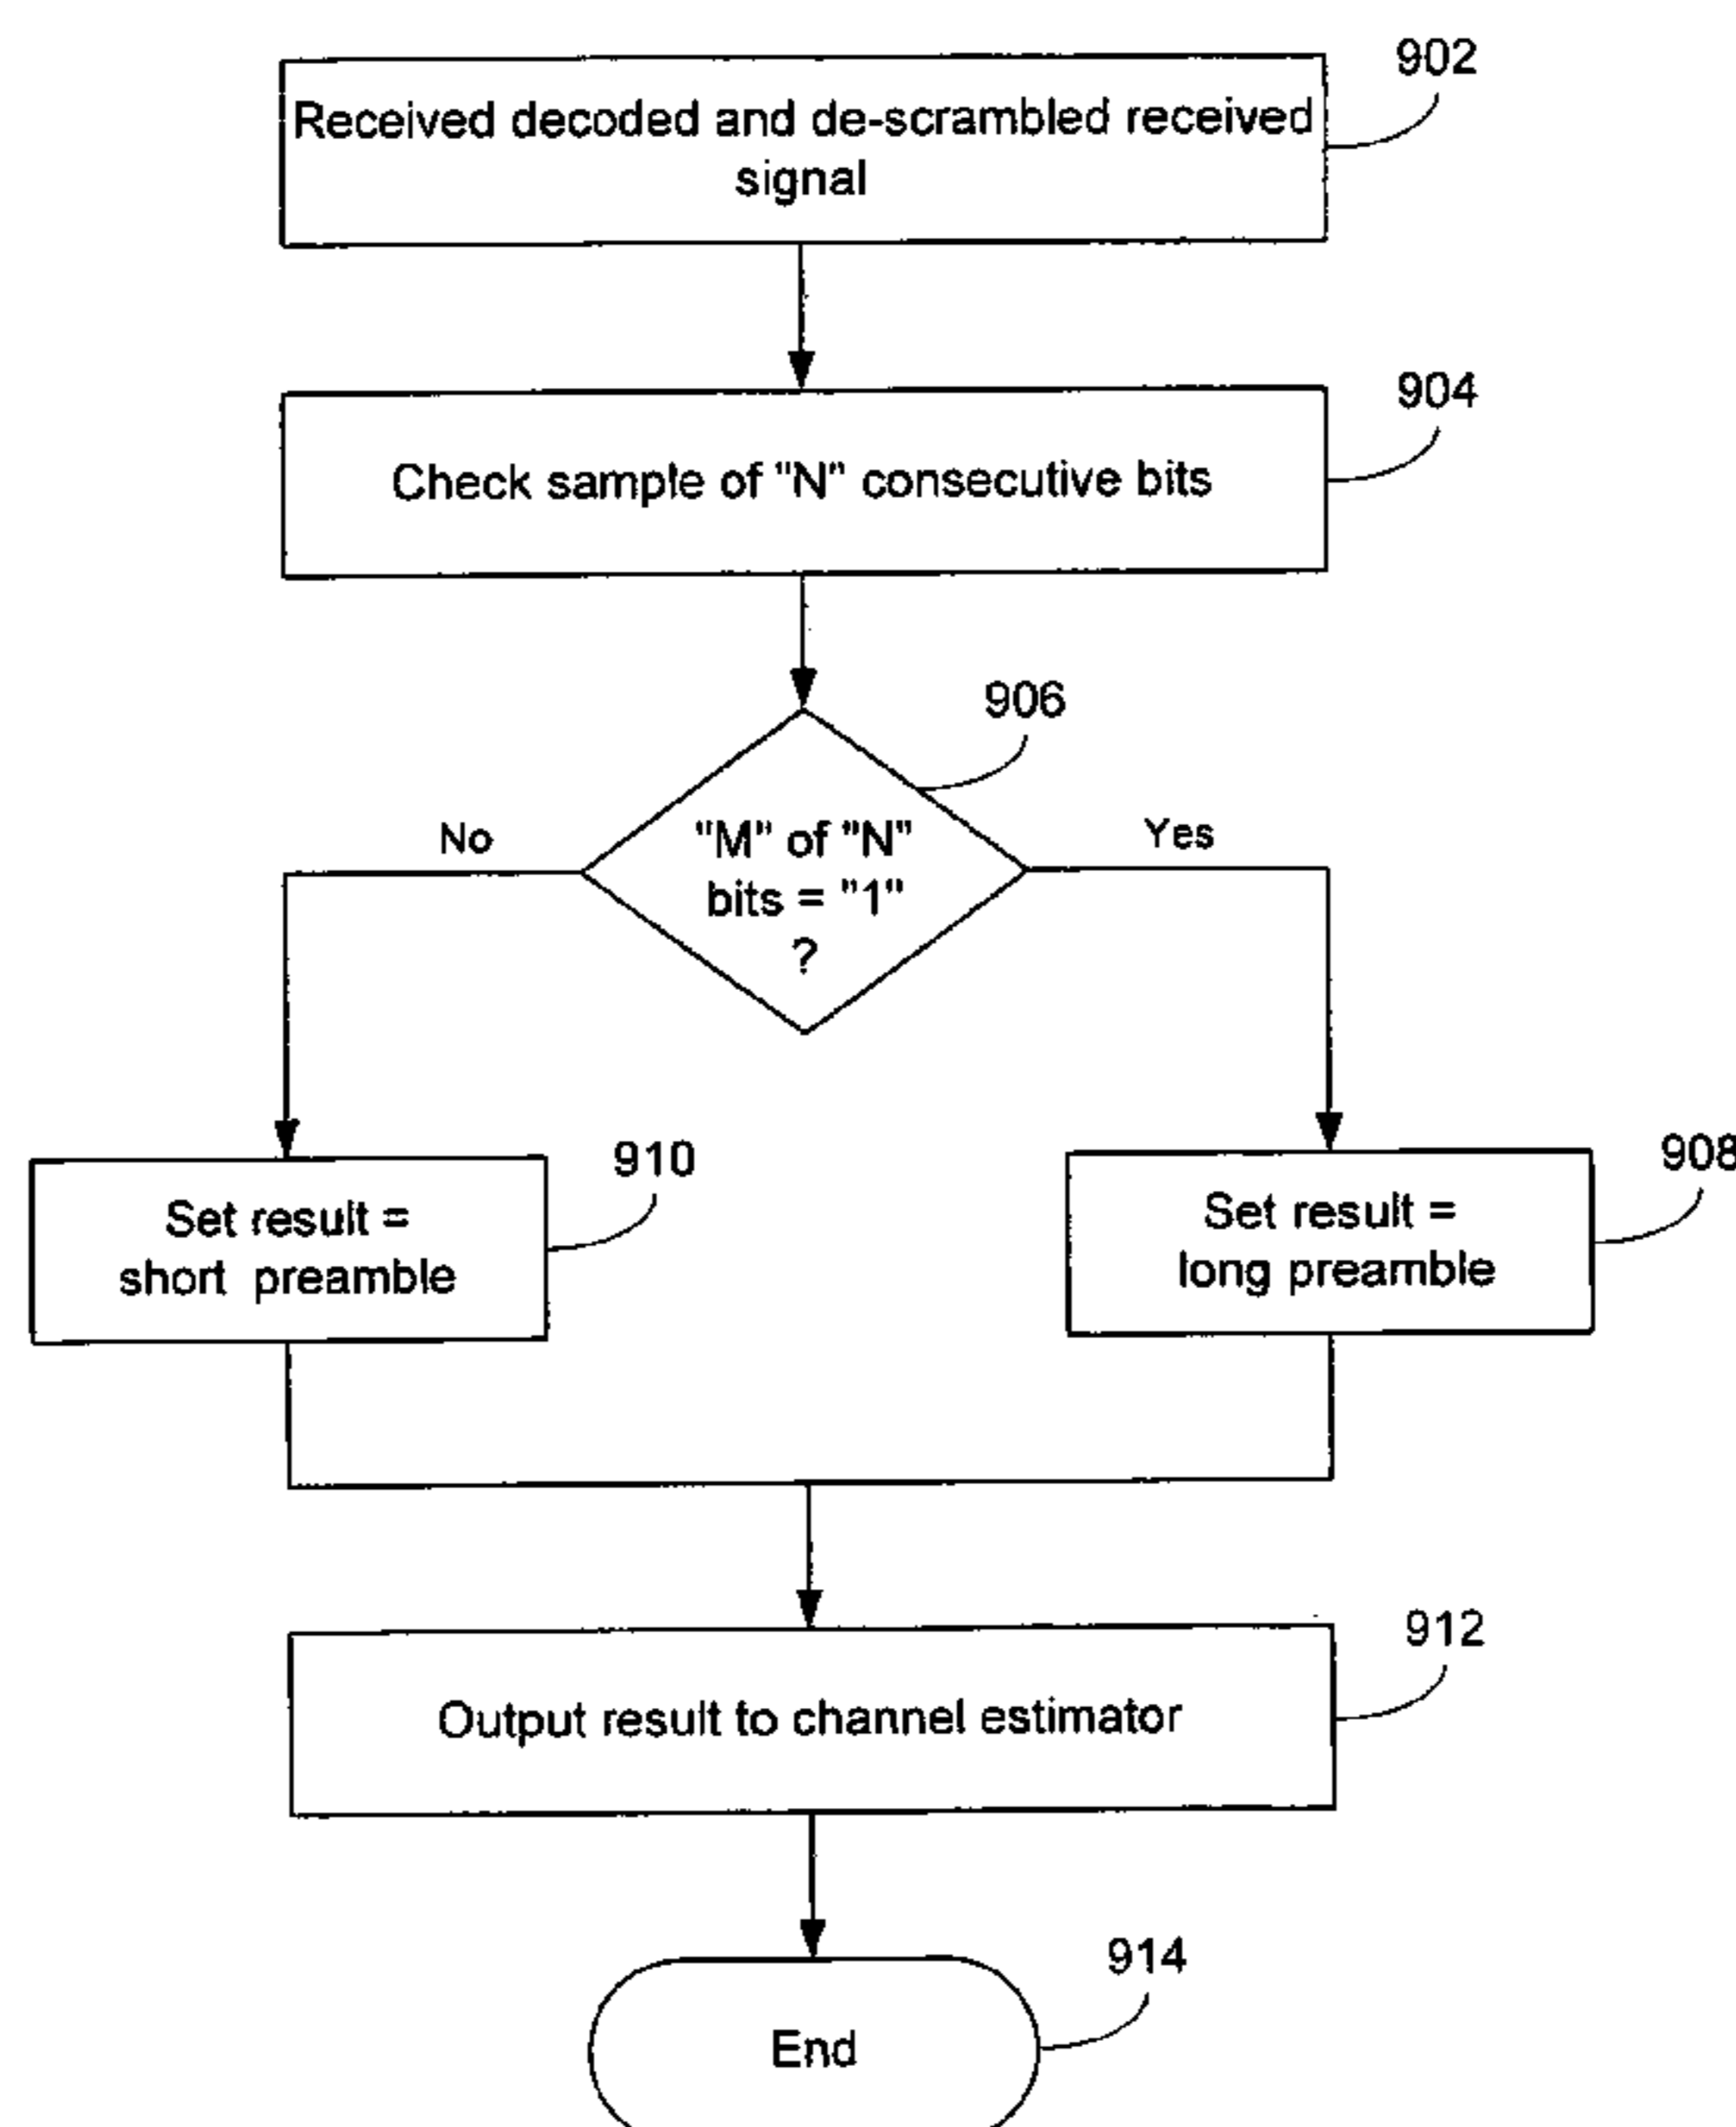 902
Received decoded and de-scrambled received
signal
904
Check sample of "N" consecutive bits
906
No
"M" of "N"
bits = "1"
?
Yes
910
Set result =
short preamble
908
Set result =
long preamble
912
Output result to channel estimator
914
End